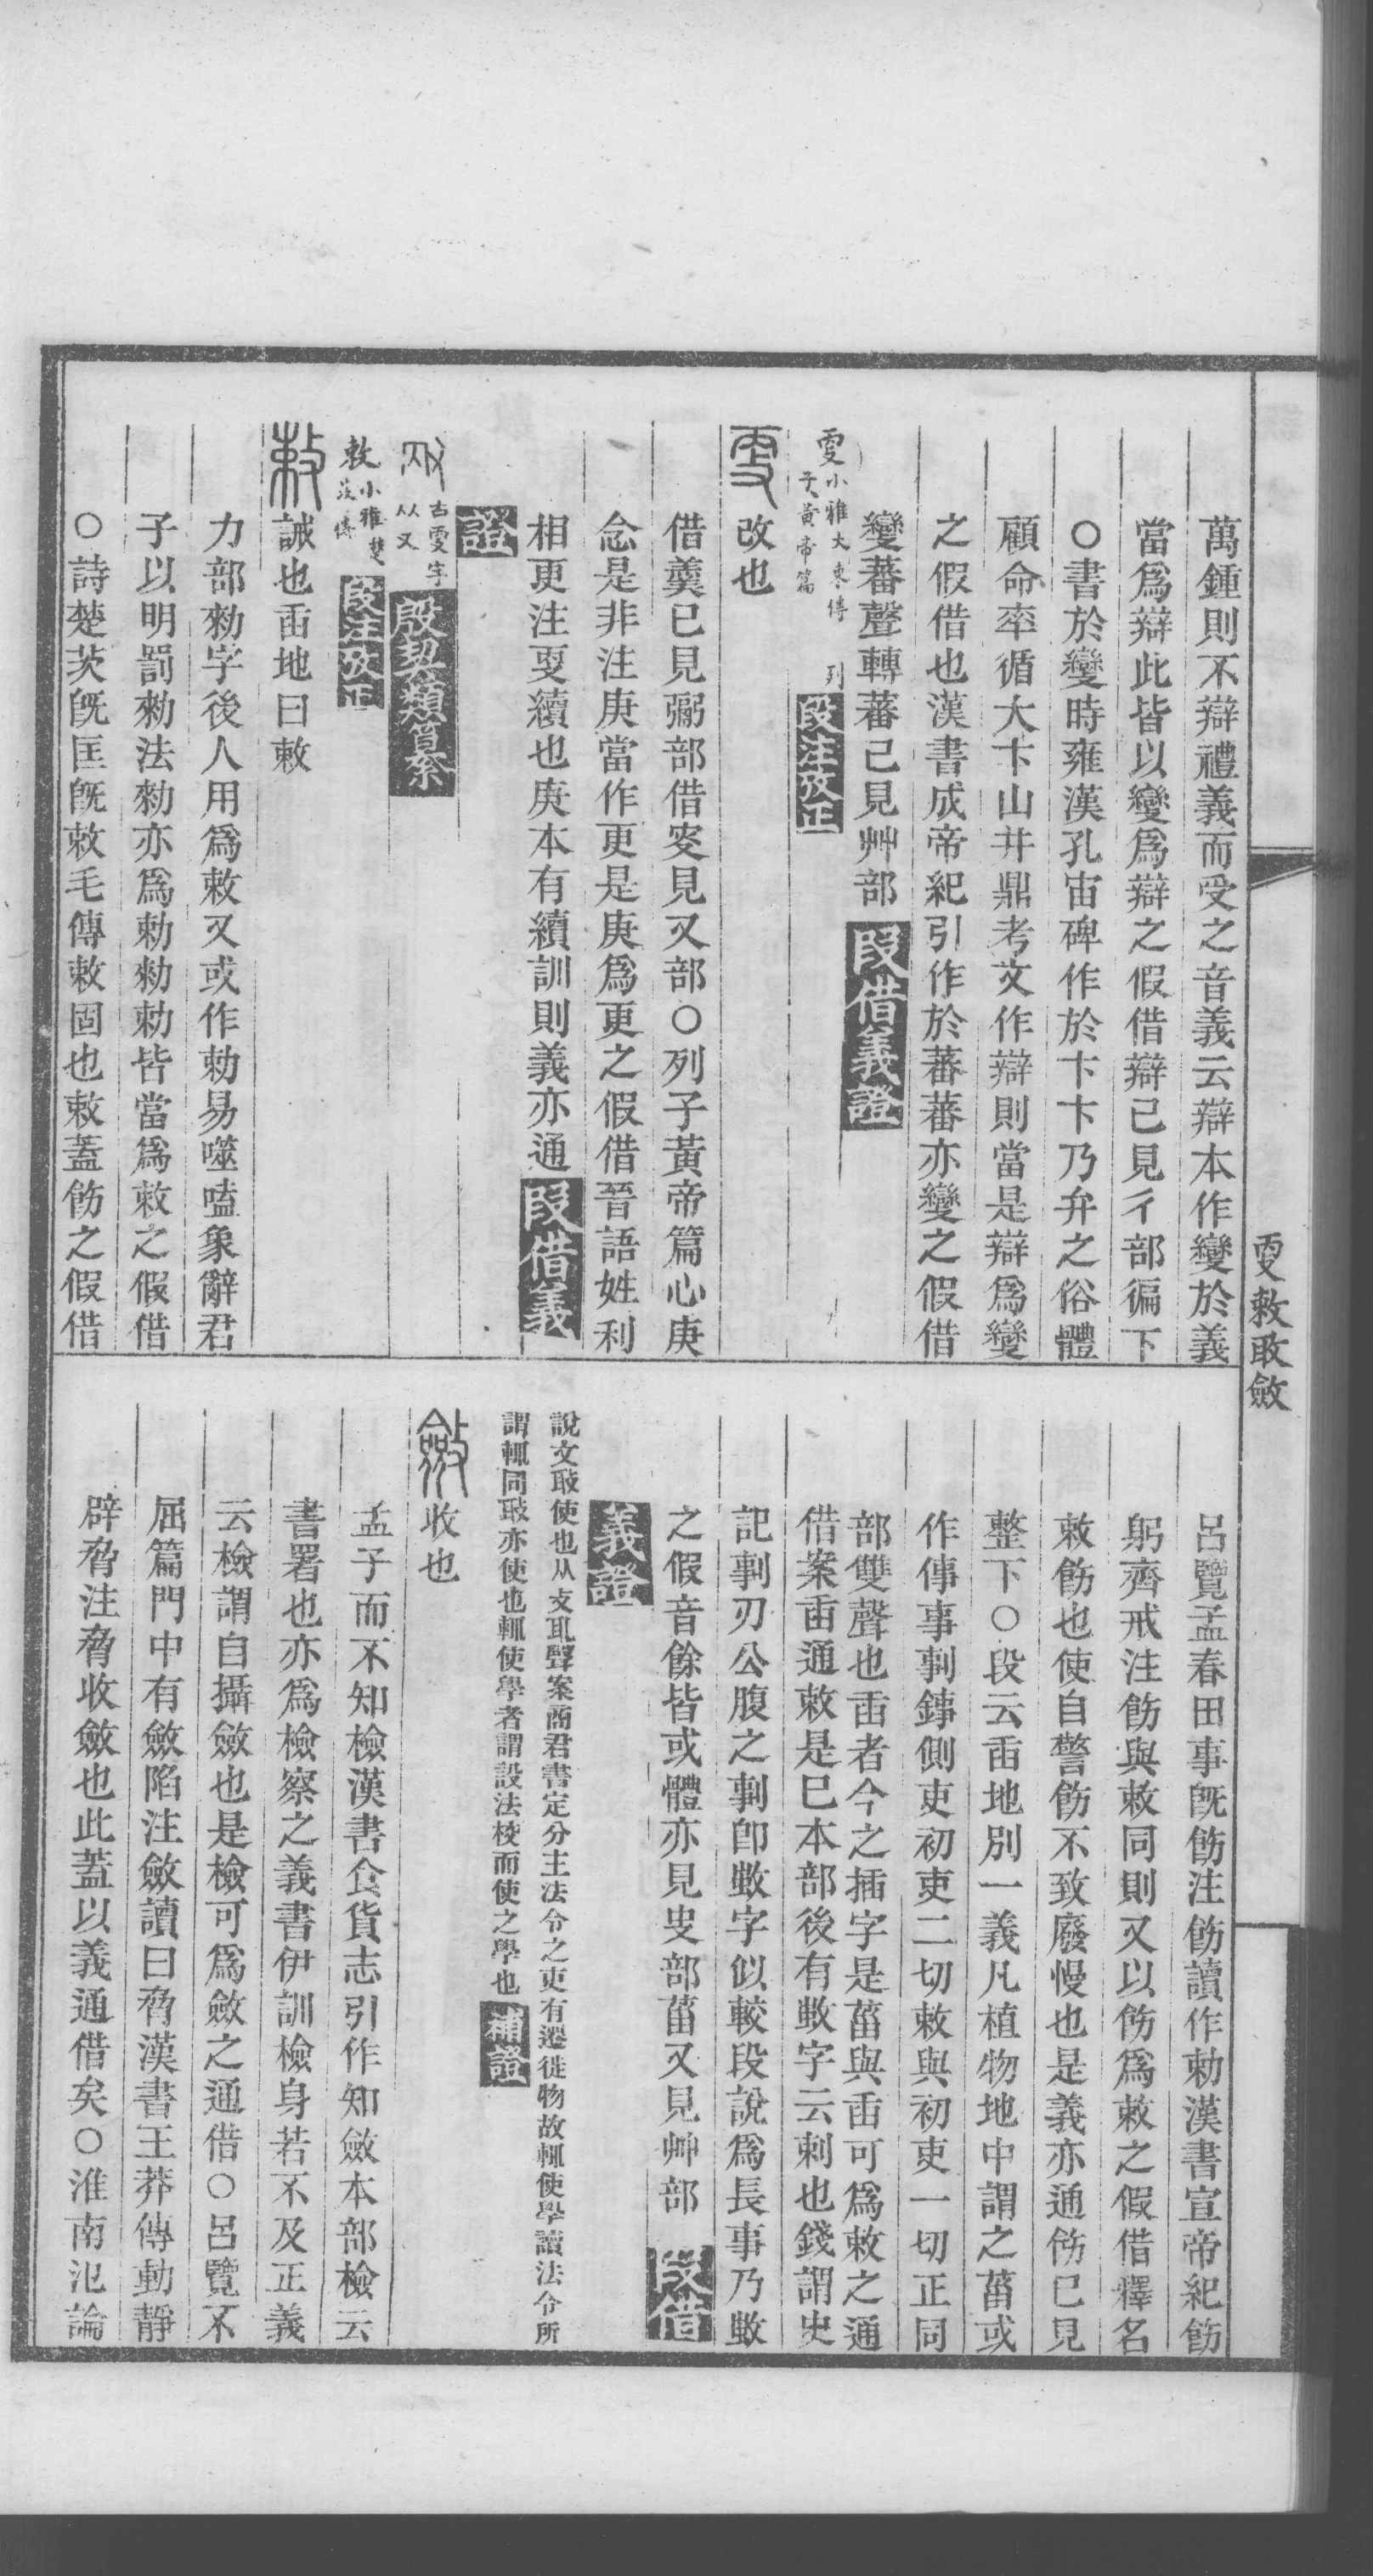 㪅敕敢斂
萬鍾則不辯禮義而受之音義云辯本作變於義
當爲辯此皆以變爲辯之假借辯已見彳部徧下
○書於變時雍漢孔宙碑作於卞卞乃弁之俗體
顧命率循大卞山井鼎考文作辯則當是辯爲變
之假借也漢書成帝紀引作於蕃蕃亦變之假借
變蕃聲轉蕃已見艸部 段借義證
㪅小雅大東傳 列
子黃帝篇 段注攷正
㪅 改也
借羹已見䰜部借叜見又部○列子黃帝篇心庚
念是非注庚當作更是庚爲更之假借晉語姓利
相更注㪅續也庚本有續訓則義亦通 段借義
證
古㪅字
从又 殷契類纂
敕小雅楚
茨傳 段注攷正
敕 誡也臿地曰敕
力部勑字後人用爲敕又或作勅易噬嗑象辭君
子以明罰勑法勑亦爲勅勑勅皆當爲敕之假借
○詩楚茨旣匡旣敕毛傳敕固也敕蓋飭之假借
呂覽孟春田事旣飭注飭讀作勅漢書宣帝紀飭
躬齊戒注飭與敕同則又以飭爲敕之假借釋名
敕飭也使自警飭不致廢慢也是義亦通飭已見
整下○段云臿地別一義凡植物地中謂之菑或
作傳事剚鋳側吏初吏二切敕與初吏一切正同
部雙聲也臿者今之插字是菑與臿可爲敕之通
借案臿通敕是已本部後有㪟字云刺也錢謂史
記剚刃公腹之剚卽㪟字似較段說爲長事乃㪟
之假音餘皆或體亦見史部菑又見艸部 段借
義證
說文㪉使也从攴耴聲案商君書定分主法令之吏有遷徙物故輒使學讀法令所
謂輒同㪉亦使也輒使學者謂設法棱而使之學也 補證
斂 收也
孟子而不知檢漢書食貨志引作知斂本部檢云
書署也亦爲檢察之義書伊訓檢身若不及正義
云檢謂自攝斂也是檢可爲斂之通借○呂覽不
屈篇門中有斂陷注斂讀曰脅漢書王莽傳動靜
辟脅注脅收斂也此蓋以義通借矣○淮南氾論